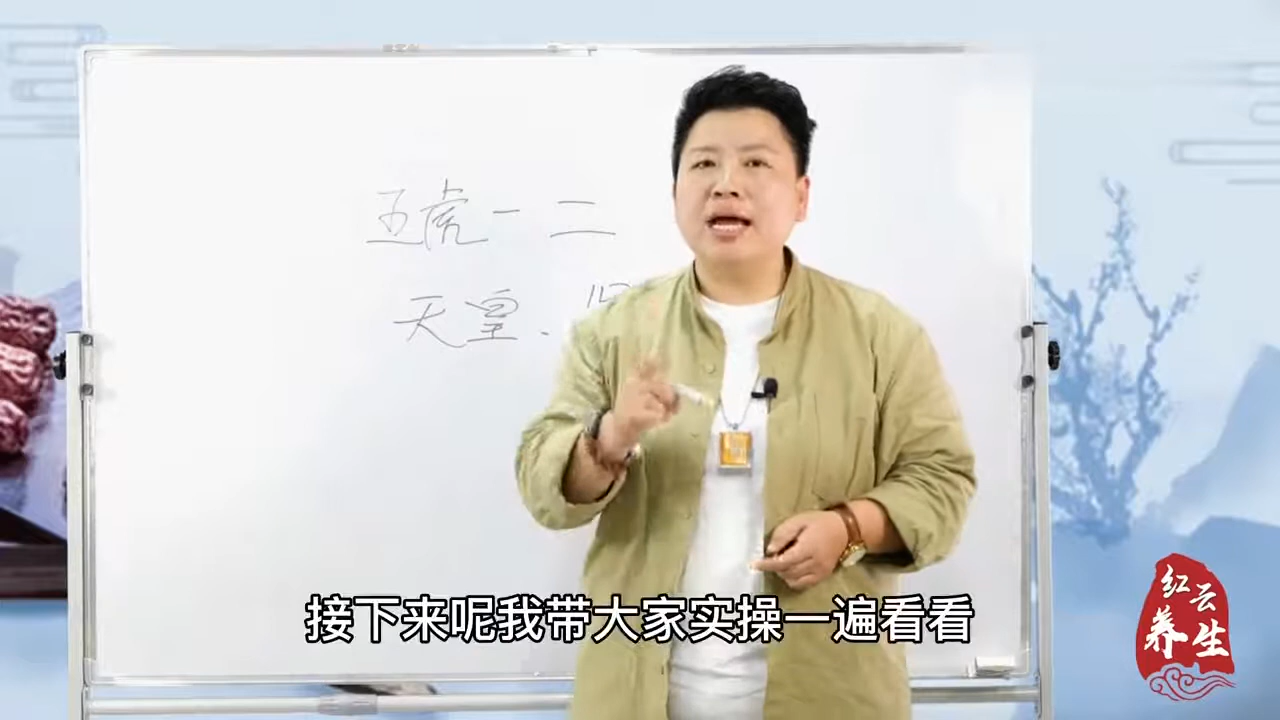 五虎一 二
天皇、
接下来呢我带大家实操一遍看看
红云
养生